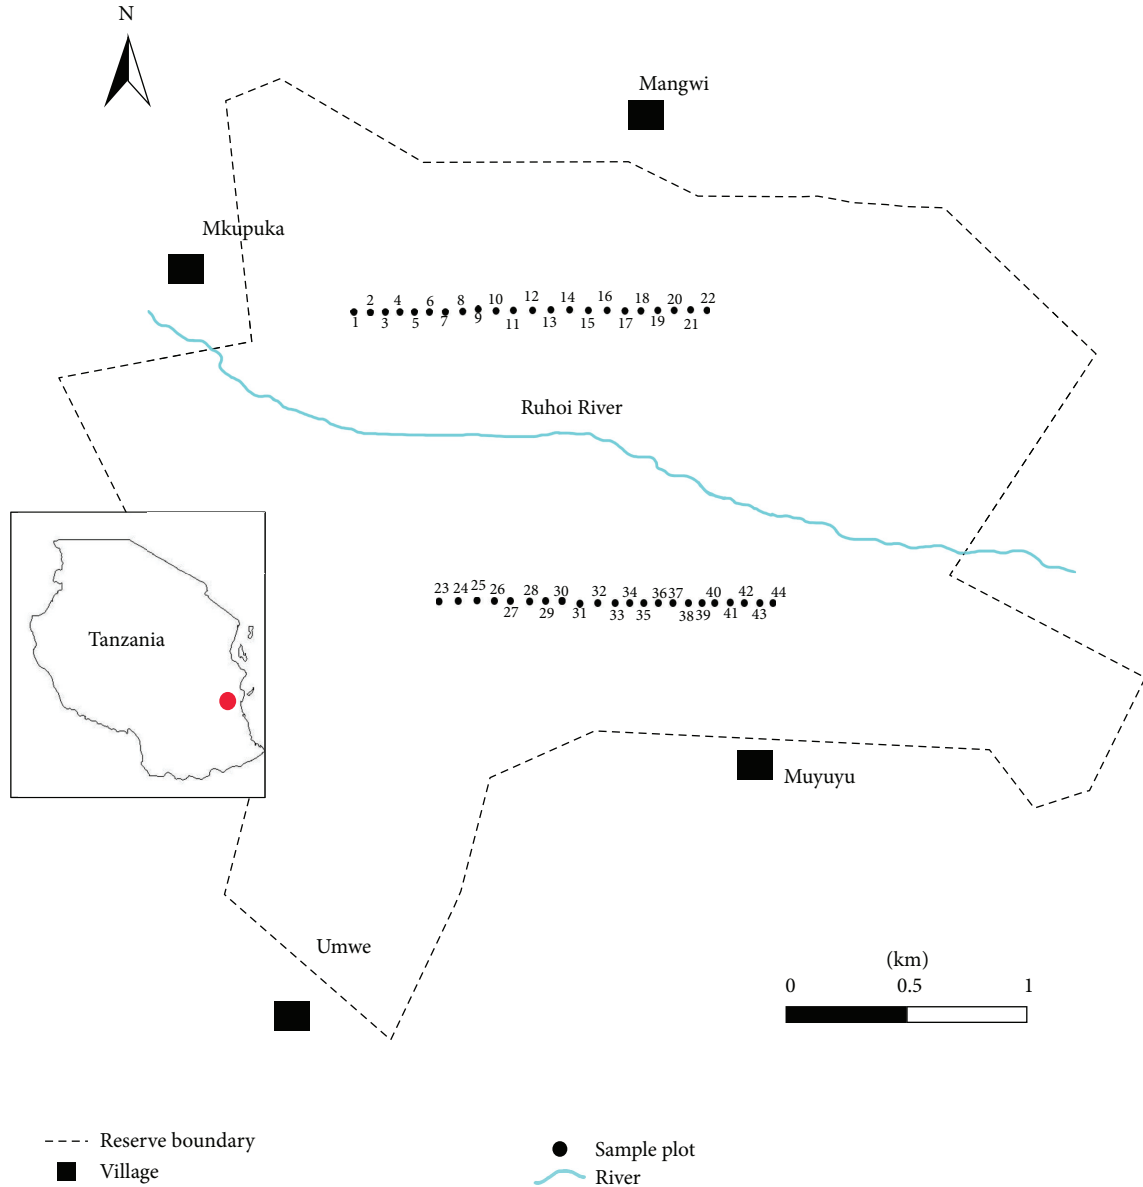 N
Mangwi
Mkupuka
2 4 6 8 10 12 14 16 18 20 22
1 3 5 7 9 11 13 15 17 19 21
Ruhoi River
23 24 25 26 28 30 32 34 36 37 40 42 44
27 29 31 33 35 38 39 41 43
Tanzania
Muyuyu
Umwe
(km)
0 0.5 1
Reserve boundary
Village
Sample plot
River